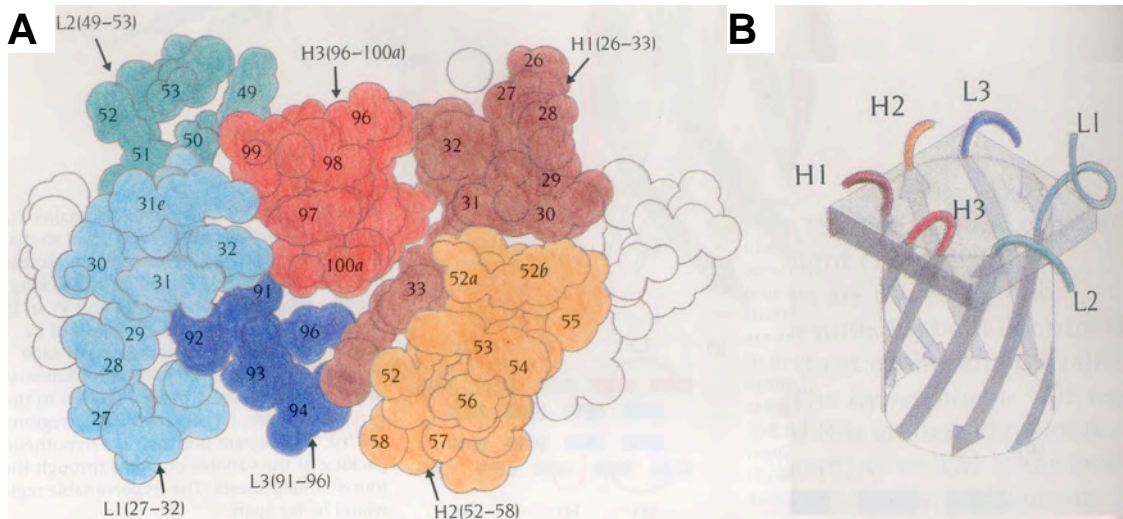 A
L2(49–53)
H3(96–100a)
H1(26–33)
26
53
49
27
52
96
28
50
32
51
99
98
29
31e
31
30
97
32
52a
52b
30
31
100a
33
91
55
29
92
96
53
28
54
93
52
56
27
94
58
57
L3(91–96)
L1(27–32)
H2(52–58)
B
L3
H2
L1
H1
H3
L2